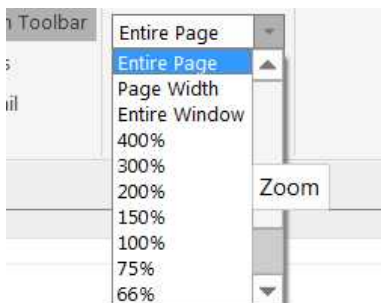 Toolbar
Entire Page
Entire Page
Page Width
Entire Window
400%
300%
200%
Zoom
150%
100%
75%
66%